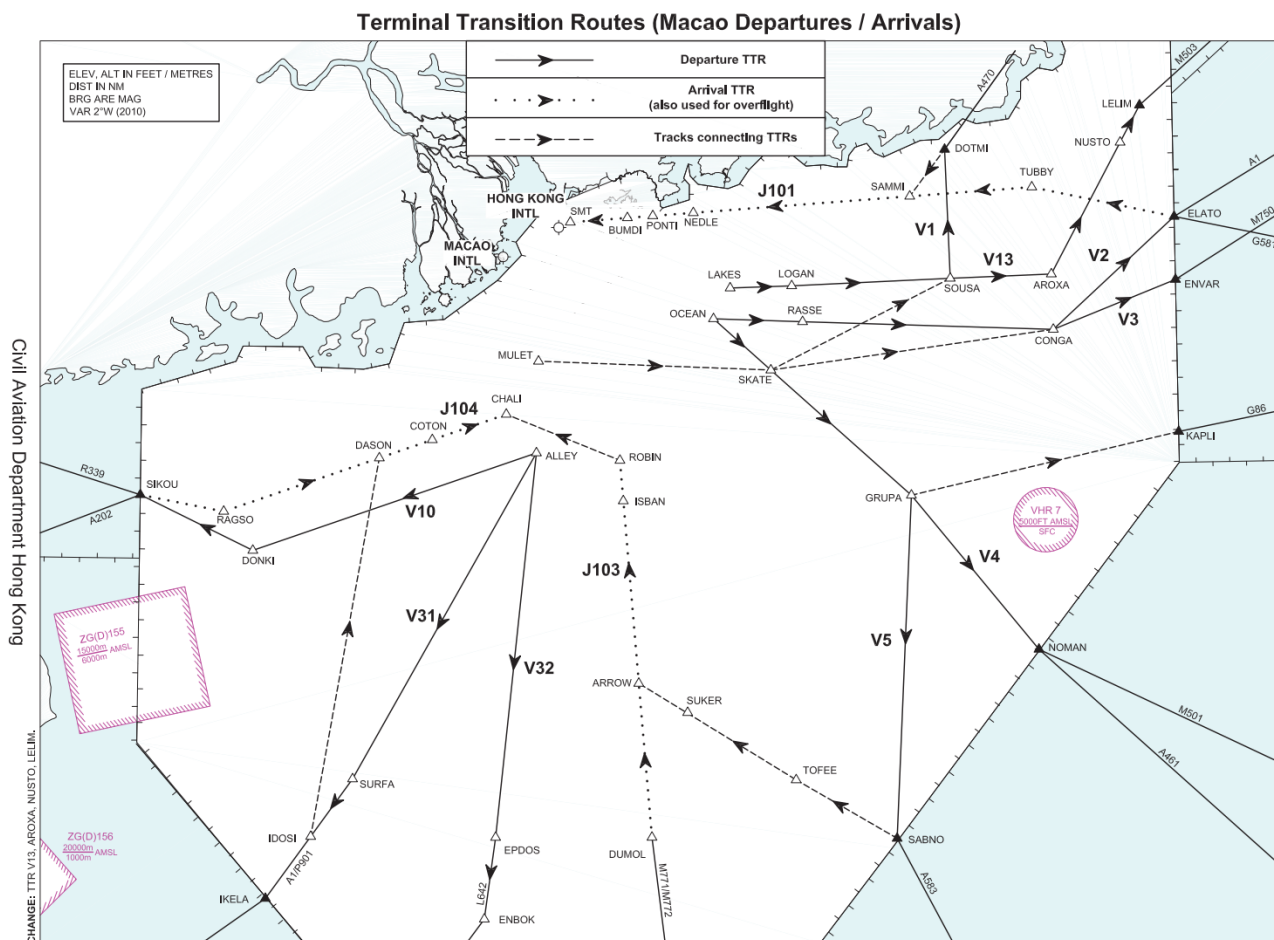 Terminal Transition Routes (Macao Departures / Arrivals)
ELEV, ALT IN FEET / METRES
DIST IN NM
BRG ARE MAG
VAR 2°W (2010)
Departure TTR
Arrival TTR
(also used for overflight)
Tracks connecting TTRs
A470
M503
LELIM
NUSTO
DOTMI
A1
TUBBY
SAMMI
J101
HONG KONG
INTL
SMT
BUMDI
PONTI
NEDLE
ELATO
M750
G581
MACAO
INTL
V1
V13
V2
LAKES
LOGAN
SOUSA
AROXA
ENVAR
OCEAN
RASSE
V3
CONGA
MULET
SKATE
Civil Aviation Department Hong Kong
J104
CHALI
COTON
DASON
ALLEY
ROBIN
G86
KAPLI
R339
SIKOU
A202
RAGSO
V10
ISBAN
GRUPA
VHR 7
5000FT AMSL
SFC
DONKI
J103
V4
V31
V32
V5
ZG(D)155
15000m
6000m
AMSL
NOMAN
ARROW
SUKER
M501
A461
TOFEE
SURFA
CHANGE: TTR V13, AROXA, NUSTO, LELIM.
ZG(D)156
20000m
1000m
AMSL
IDOSI
EPDOS
DUMOL
SABNO
A1/P901
L642
M771/M772
A583
IKELA
ENBOK